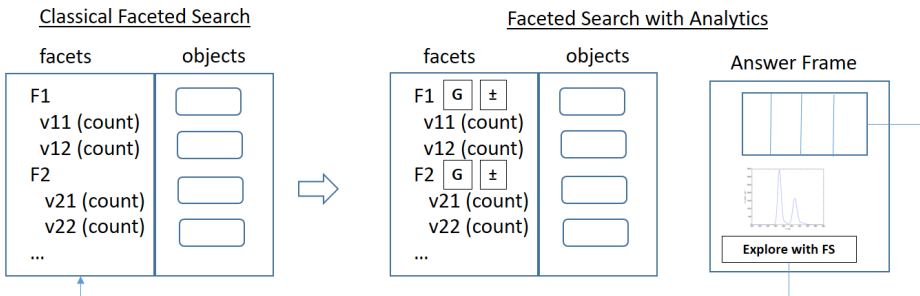 Classical Faceted Search
facets
objects
F1
v11 (count)
v12 (count)
F2
v21 (count)
v22 (count)
...
Faceted Search with Analytics
facets
objects
F1 G ±
v11 (count)
v12 (count)
F2 G ±
v21 (count)
v22 (count)
...
Answer Frame
Explore with FS